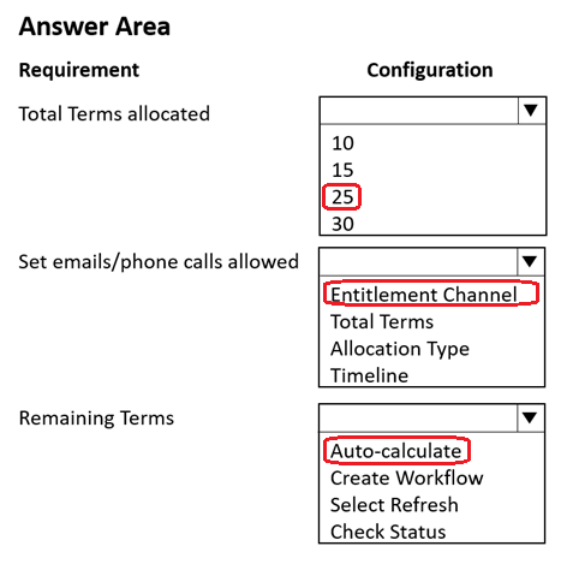 Answer Area
Requirement Configuration
Total Terms allocated
10
15
25
30
Set emails/phone calls allowed
Entitlement Channel
Total Terms
Allocation Type
Timeline
Remaining Terms
Auto-calculate
Create Workflow
Select Refresh
Check Status